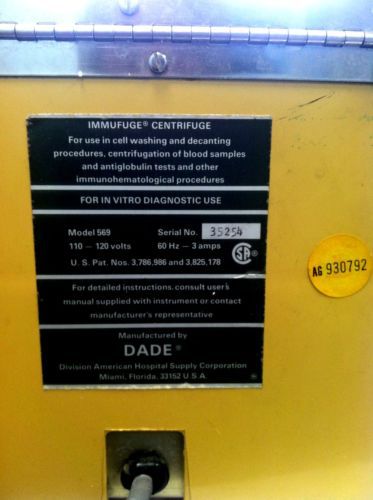 IMMUFUGE® CENTRIFUGE
For use in cell washing and decanting
procedures, centrifugation of blood samples
and antiglobulin tests and other
immunohematological procedures
FOR IN VITRO DIAGNOSTIC USE
Model 569 Serial No. 35254
110 – 120 volts 60 Hz – 3 amps
U. S. Pat. Nos. 3,786,986 and 3,825,178
SA
For detailed instructions, consult user's
manual supplied with instrument or contact
manufacturer's representative
Manufactured by
DADE®
Division American Hospital Supply Corporation
Miami, Florida, 33152 U.S.A.
AG 930792